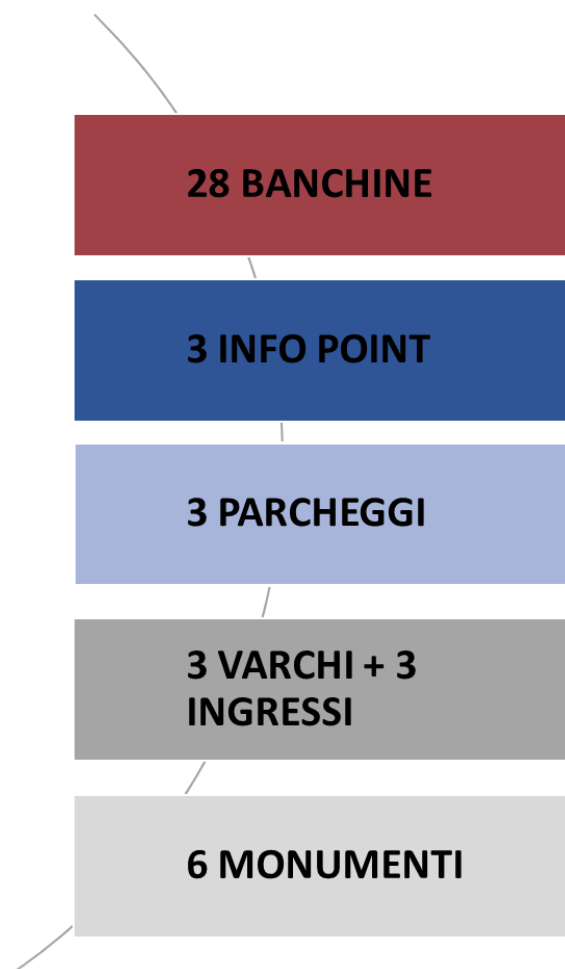 28 BANCHINE
3 INFO POINT
3 PARCHEGGI
3 VARCHI + 3
INGRESSI
6 MONUMENTI